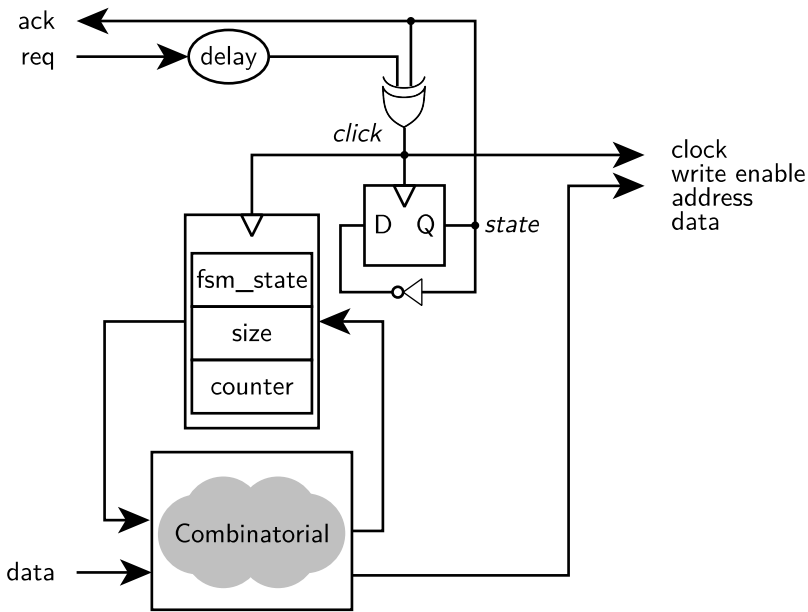 ack
req
delay
click
clock
write enable
address
data
D
Q
state
fsm_state
size
counter
Combinatorial
data